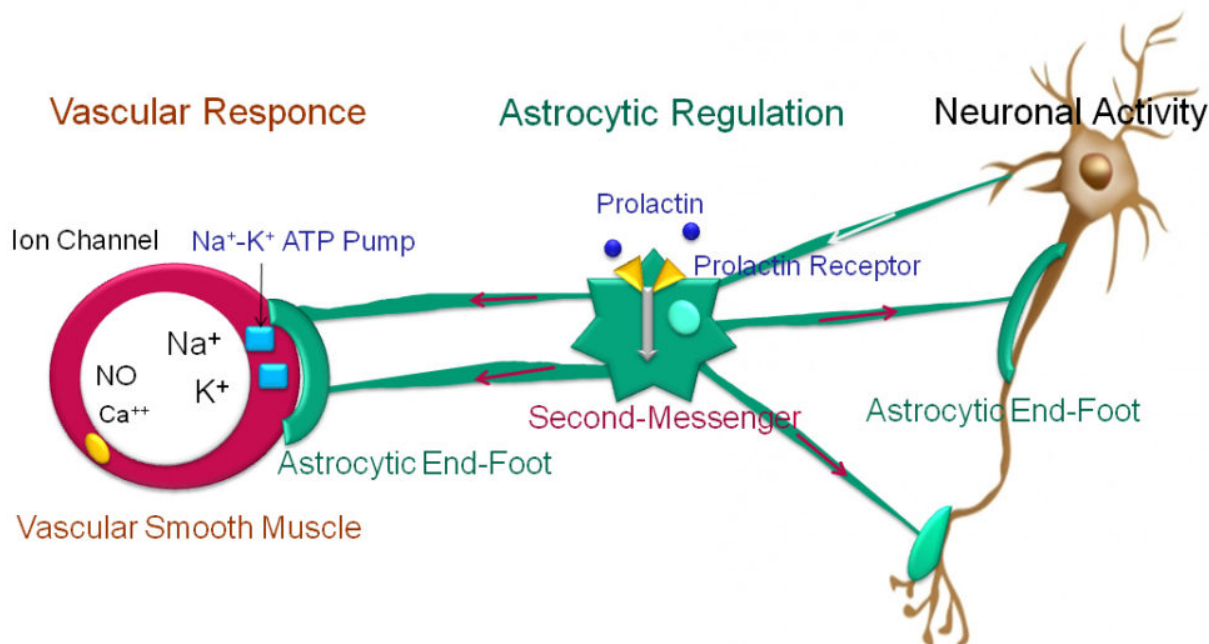 Vascular Responce
Astrocytic Regulation
Neuronal Activity
Prolactin
Ion Channel
Na⁺-K⁺ ATP Pump
Prolactin Receptor
Na⁺
NO
K⁺
Ca⁺⁺
Second-Messenger
Astrocytic End-Foot
Astrocytic End-Foot
Vascular Smooth Muscle